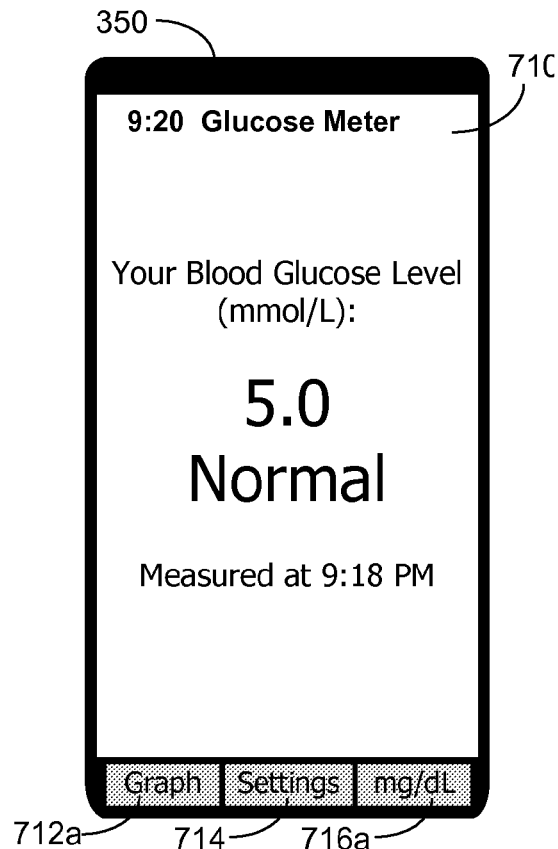 350
710
9:20 Glucose Meter
Your Blood Glucose Level
(mmol/L):
5.0
Normal
Measured at 9:18 PM
Graph Settings mg/dL
712a 714 716a